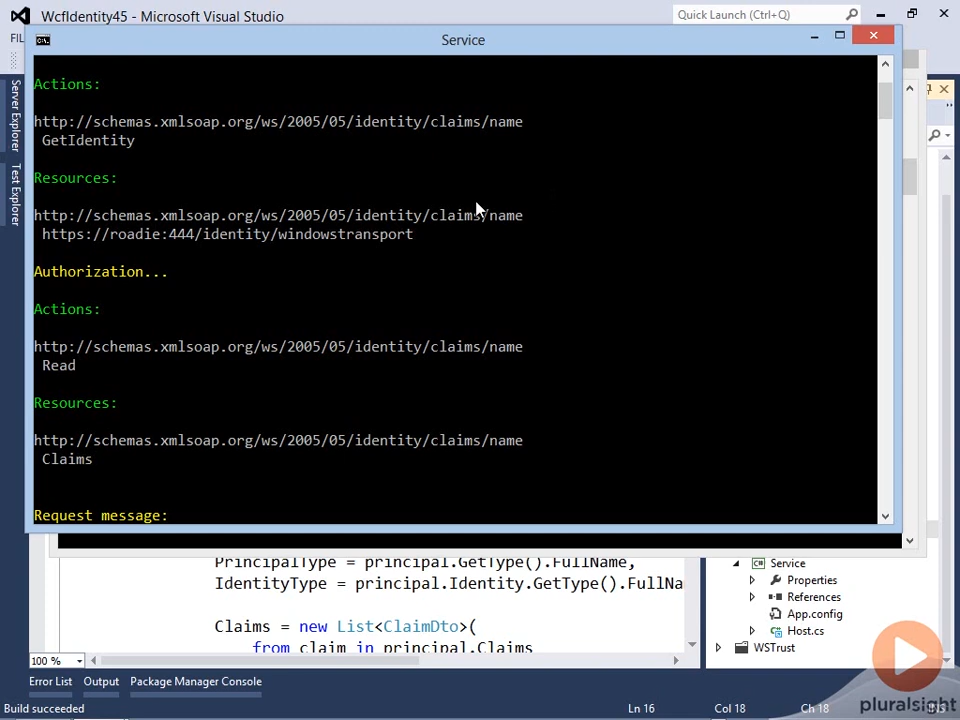 WcfIdentity45 - Microsoft Visual Studio
Quick Launch (Ctrl+Q)
FIL
Service
Server Explorer
Test Explorer
Actions:
http://schemas.xmlsoap.org/ws/2005/05/identity/claims/name
GetIdentity
Resources:
http://schemas.xmlsoap.org/ws/2005/05/identity/claims/name
https://roadie:444/identity/windowstransport
Authorization...
Actions:
http://schemas.xmlsoap.org/ws/2005/05/identity/claims/name
Read
Resources:
http://schemas.xmlsoap.org/ws/2005/05/identity/claims/name
Claims
Request message:
PrincipalType = principal.GetType().FullName,
IdentityType = principal.Identity.GetType().FullNa
Claims = new List<ClaimDto>(
from claim in principal.Claims
Service
Properties
References
App.config
Host.cs
WSTrust
100 %
Error List
Output
Package Manager Console
Build succeeded
Ln 16
Col 18
Ch 18
INS
pluralsight